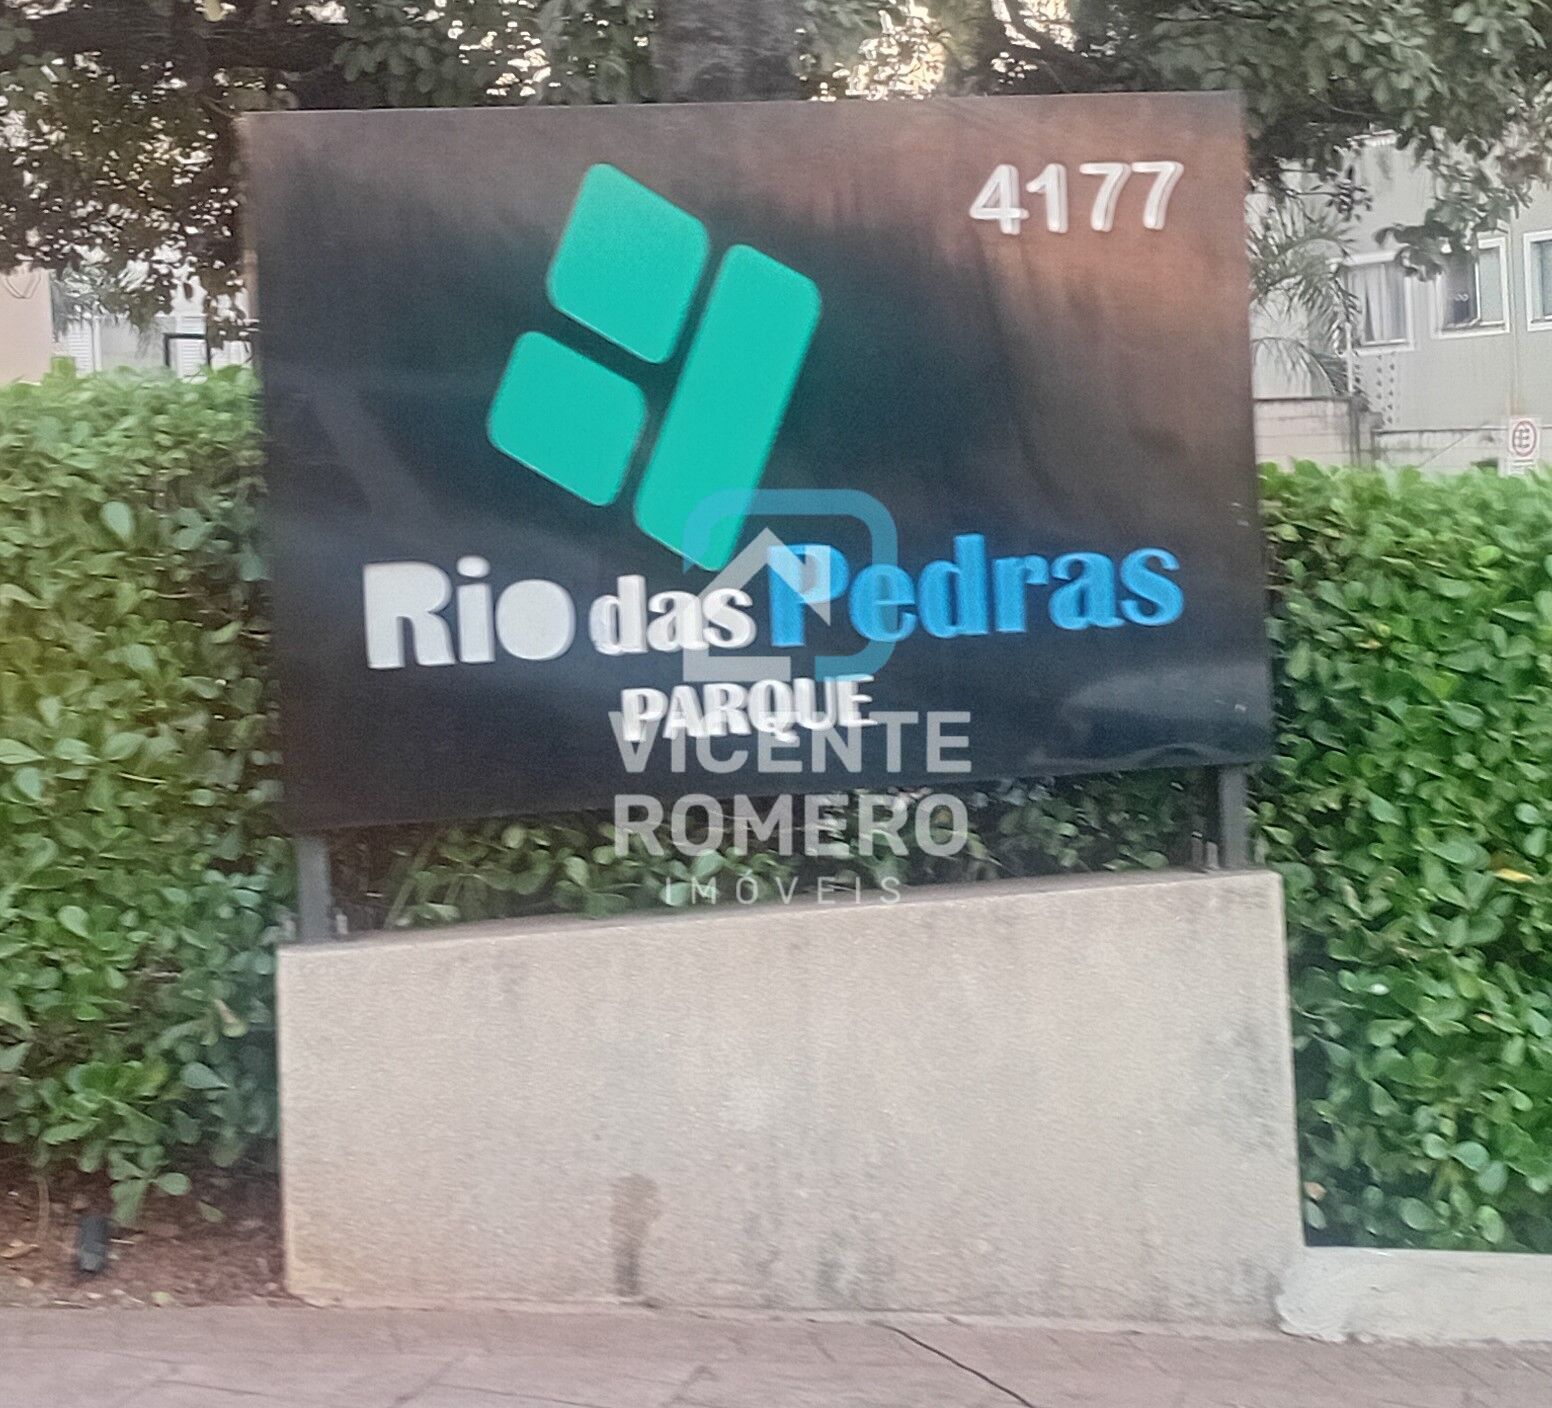 4177
Rio das Pedras
PARQUE
VICENTE
ROMERO
IMÓVEIS